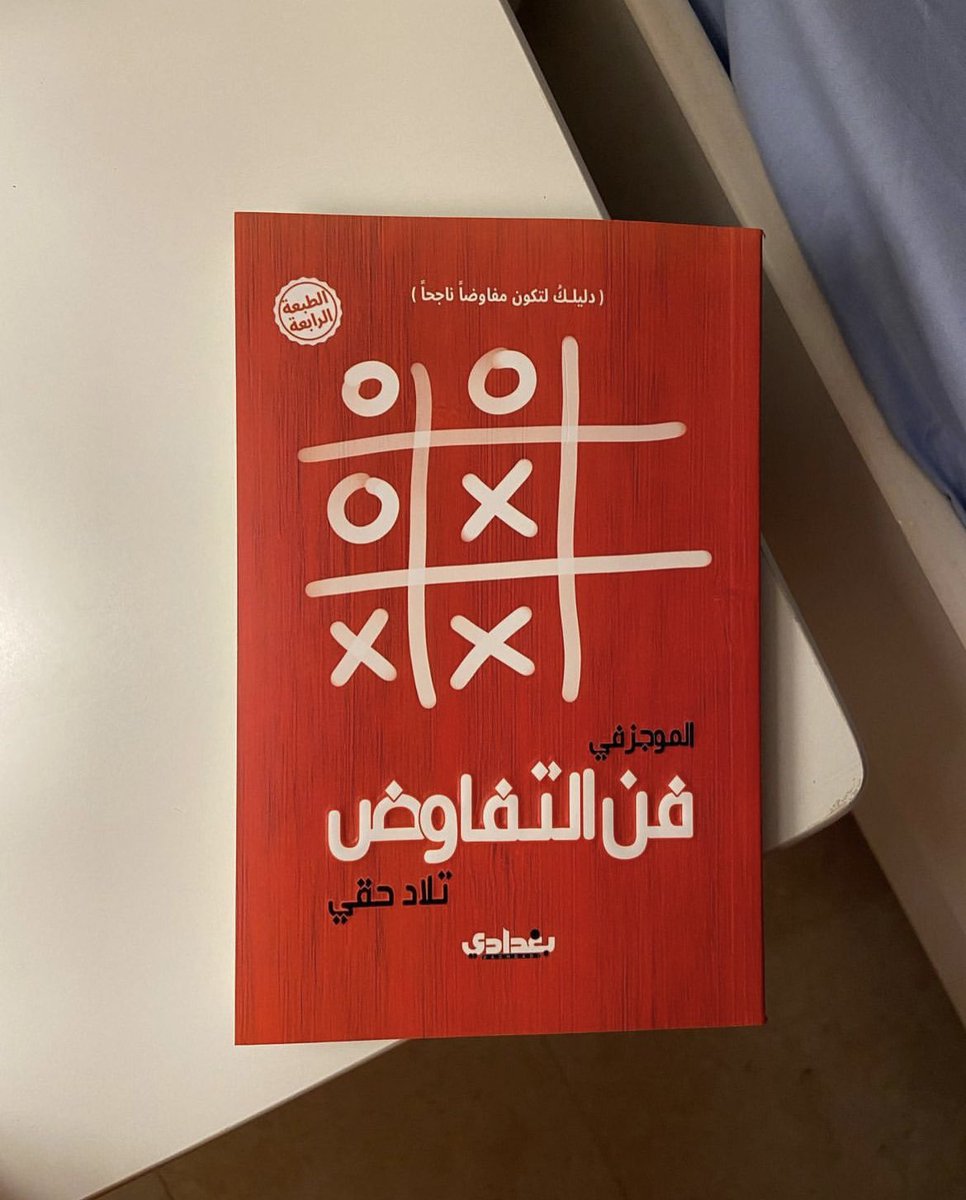 ( دليلكُ لتكون مفاوضاً ناجحاً )
الطبعة
الرابعة
O O
O X
X X
الموجز في
فن التفاوض
تلاد حقي
بغدادي